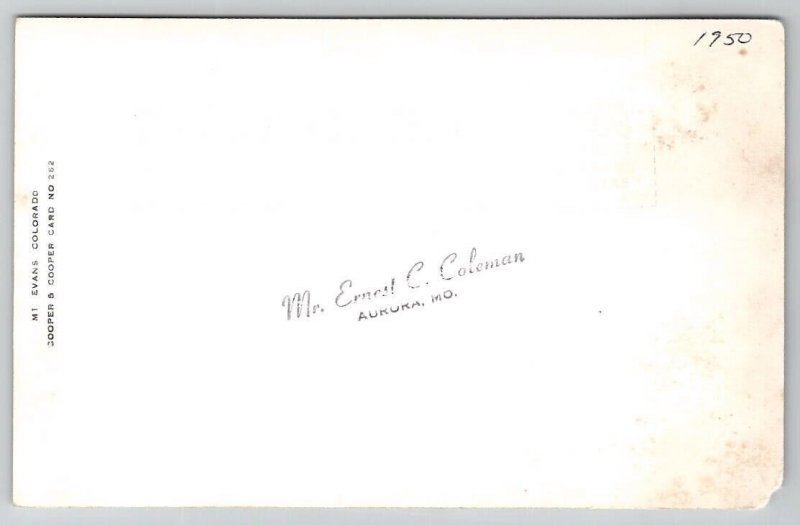 1950
MT EVANS COLORADO
COOPER & COOPER CARD NO 262
Mr. Ernest C. Coleman
AURORA, MO.